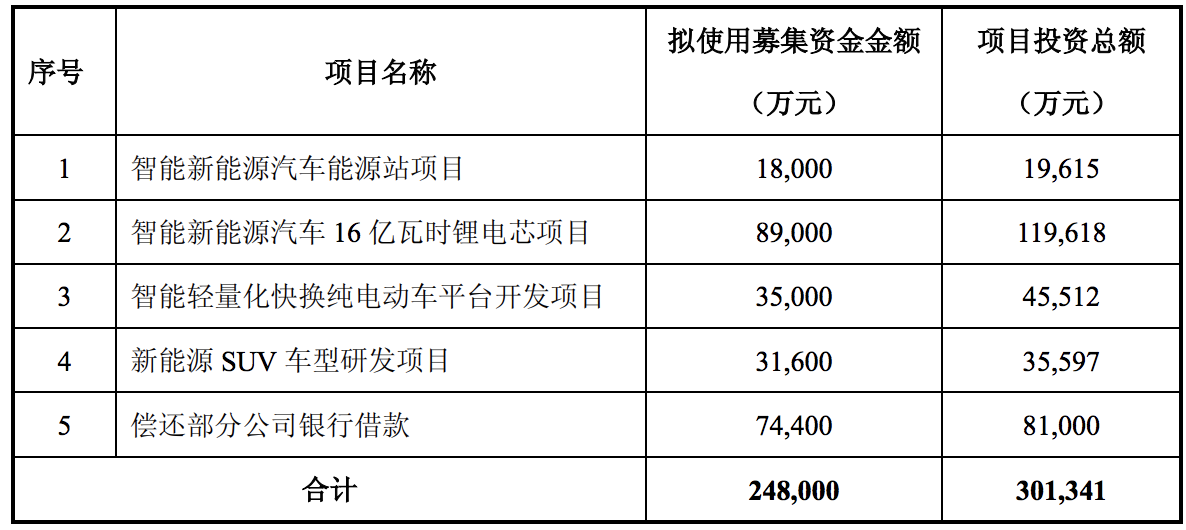 序号 项目名称 拟使用募集资金金额（万元） 项目投资总额（万元）
1 智能新能源汽车能源站项目 18,000 19,615
2 智能新能源汽车 16 亿瓦时锂电芯项目 89,000 119,618
3 智能轻量化快换纯电动车平台开发项目 35,000 45,512
4 新能源 SUV 车型研发项目 31,600 35,597
5 偿还部分公司银行借款 74,400 81,000
合计 248,000 301,341